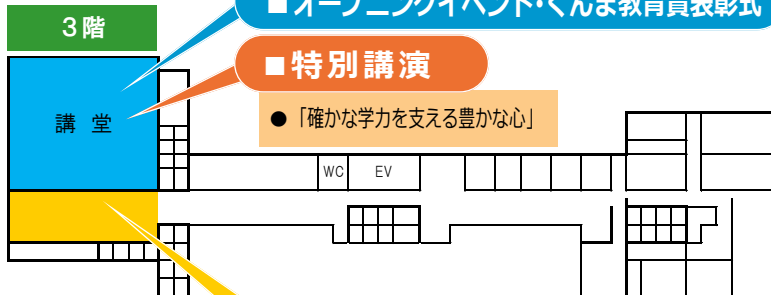 ■オープニングイベント・ぐんま教育賞表彰式
3階
■特別講演
●「確かな学力を支える豊かな心」
講堂
WC
EV